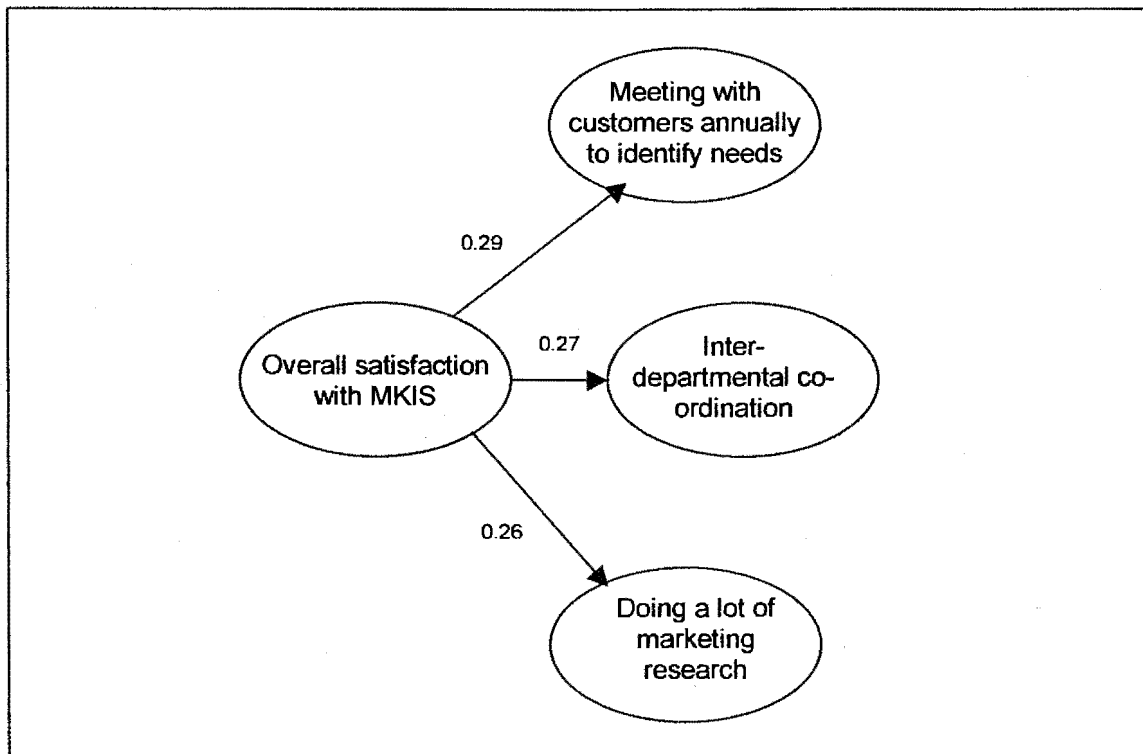 Meeting with
customers annually
to identify needs
0.29
Overall satisfaction
with MKIS
0.27
Inter-
departmental co-
ordination
0.26
Doing a lot of
marketing
research